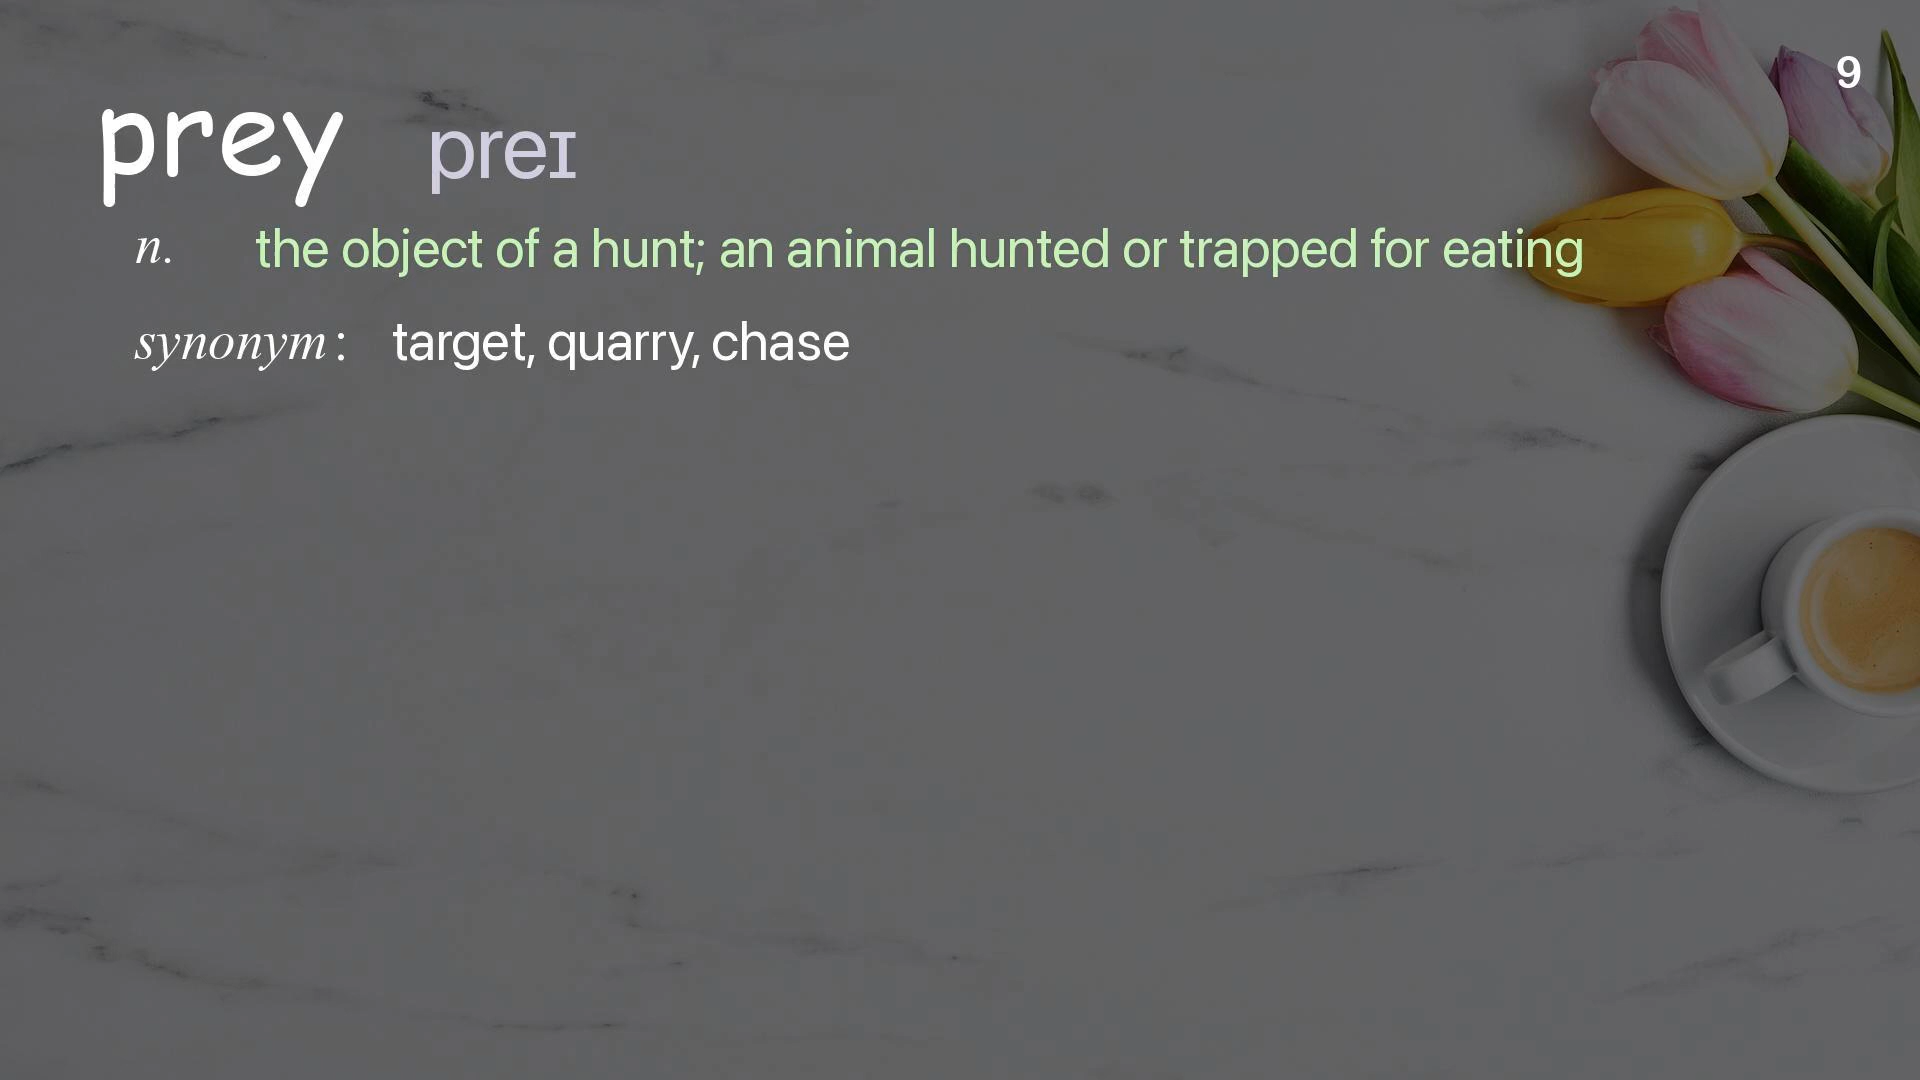 9
prey preɪ
n. the object of a hunt; an animal hunted or trapped for eating
synonym : target, quarry, chase